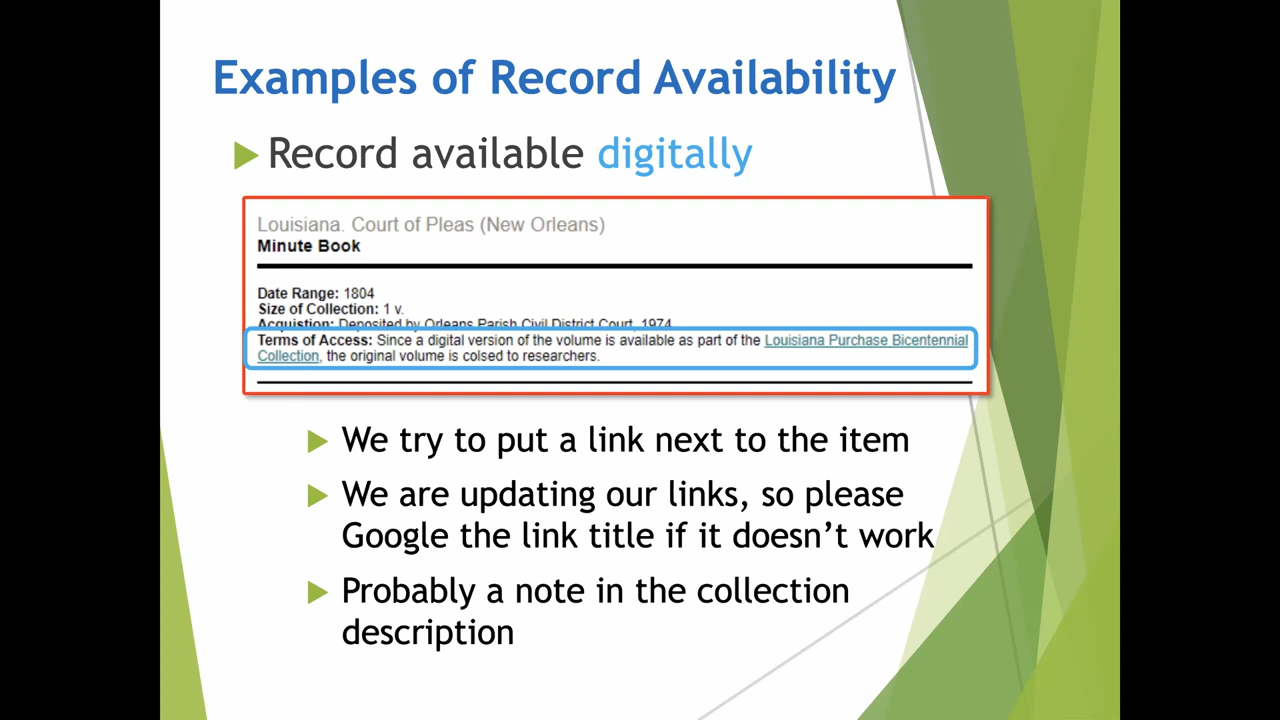 Examples of Record Availability
Record available digitally
Louisiana. Court of Pleas (New Orleans)
Minute Book
Date Range: 1804
Size of Collection: 1 v.
Acquistion: Deposited by Orleans Parish Civil District Court, 1974
Terms of Access: Since a digital version of the volume is available as part of the Louisiana Purchase Bicentennial
Collection, the original volume is colsed to researchers.
We try to put a link next to the item
We are updating our links, so please
Google the link title if it doesn't work
Probably a note in the collection
description